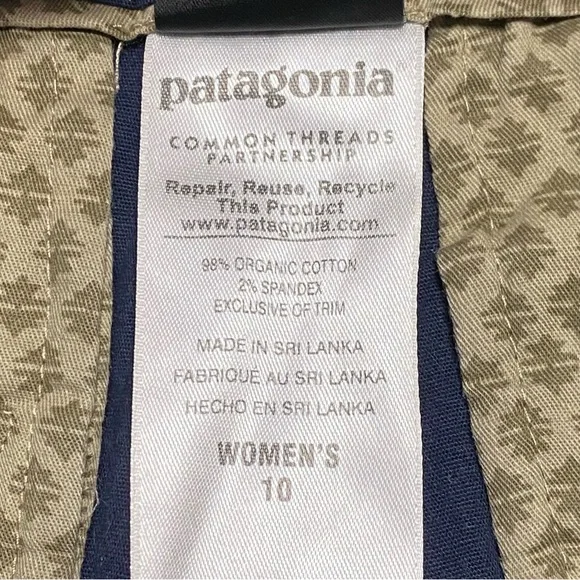 patagonia
COMMON THREADS
PARTNERSHIP
Repair, Reuse, Recycle
This Product
www.patagonia.com
98% ORGANIC COTTON
2% SPANDEX
EXCLUSIVE OF TRIM
MADE IN SRI LANKA
FABRIQUÉ AU SRI LANKA
HECHO EN SRI LANKA
WOMEN'S
10